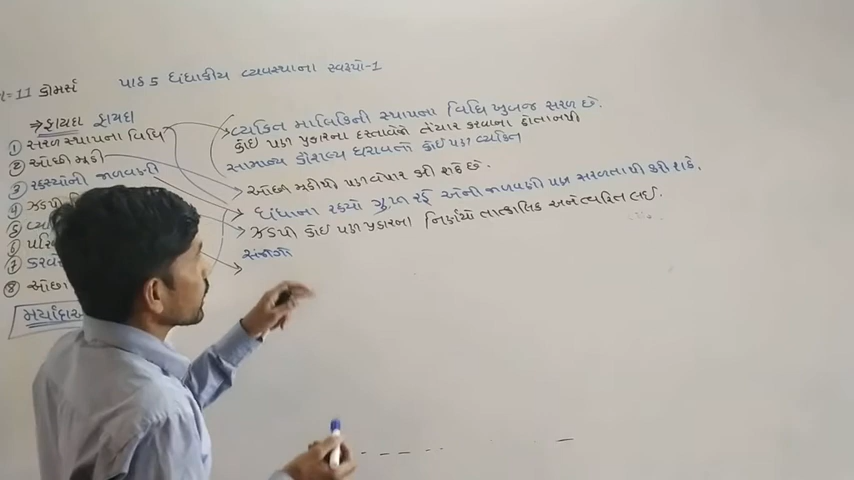 =11 કોમર્સ પાઠ 5 ધંધાકીય વ્યવસ્થાના સ્વરૂપો-1
⇒ ફાયદા ફાયદા
① સરળ સ્થાપના વિધિ
② ઓછી મૂડી
③ રહસ્યોની જાળવણી
④ ઝડપી
⑤ વ્ય
⑥ પરિ
⑦ કરવે
⑧ ઓછા
મર્યાદા
વ્યકિત માલિકીની સ્થાપના વિધિ ખુબજ સરળ છે.
કોઇ પણ પ્રકારના દસ્તાવેજો તૈયાર કરવાના હોતા નથી
સામાન્ય કૌશલ્ય ધરાવતો કોઇ પણ વ્યકિત
ઓછી મૂડીથી પણ વેપાર કરી શકે છે.
ધંધાના રહસ્યો ગુપ્ત રઈ એની જાળવણી પણ સરળતાથી કરી શકે.
ઝડપી કોઇ પણ પ્રકારના નિર્ણયો તાત્કાલિક અને ત્વરિત લઈ.
સંજોગો